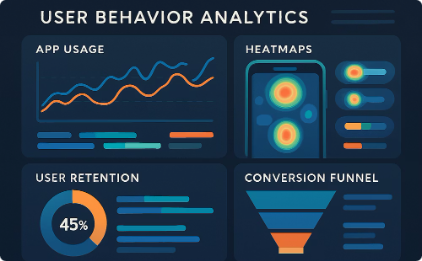 USER BEHAVIOR ANALYTICS
APP USAGE
HEATMAPS
USER RETENTION
45%
CONVERSION FUNNEL